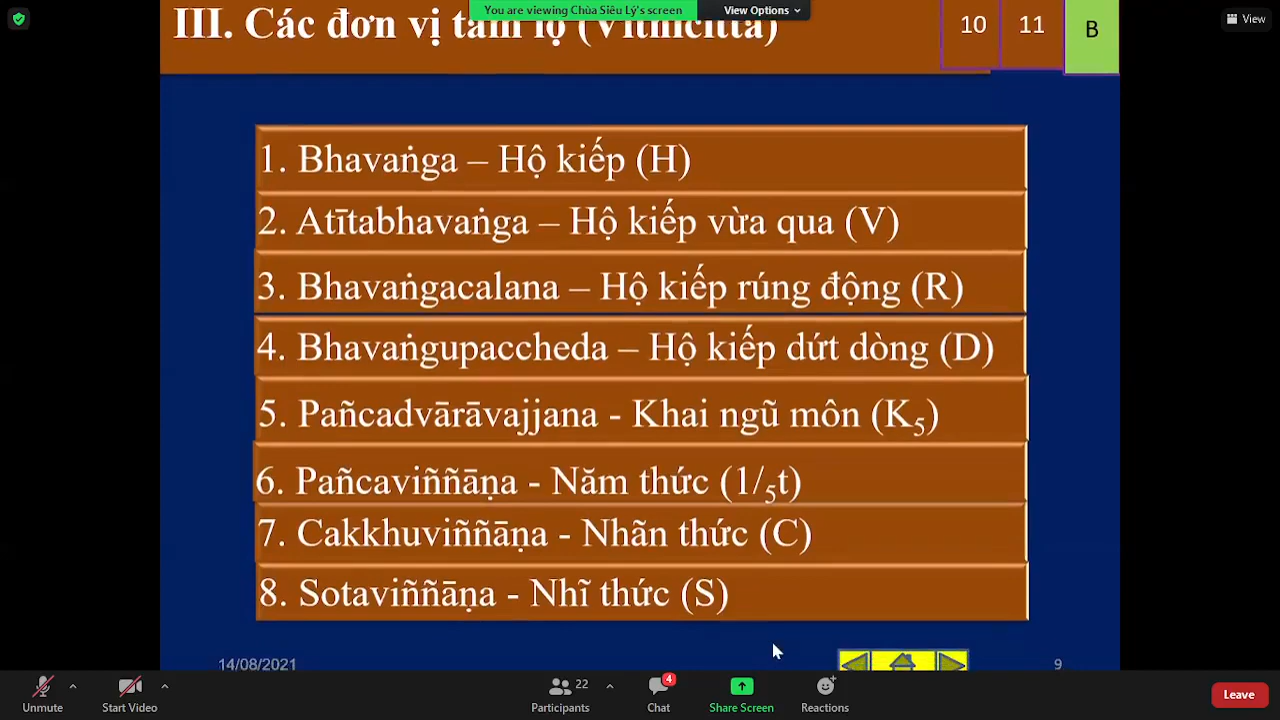 You are viewing Chùa Siêu Lý's screen
View Options
View
III. Các đơn vị tâm lộ (Vīthicitta)
10 11 B
1. Bhavaṅga – Hộ kiếp (H)
2. Atītabhavaṅga – Hộ kiếp vừa qua (V)
3. Bhavaṅgacalana – Hộ kiếp rúng động (R)
4. Bhavaṅgupaccheda – Hộ kiếp dứt dòng (D)
5. Pañcadvārāvajjana - Khai ngũ môn (K₅)
6. Pañcaviññāṇa - Năm thức (1/₅t)
7. Cakkhuviññāṇa - Nhãn thức (C)
8. Sotaviññāṇa - Nhĩ thức (S)
14/08/2021
9
Unmute
Start Video
22
Participants
4
Chat
Share Screen
Reactions
Leave